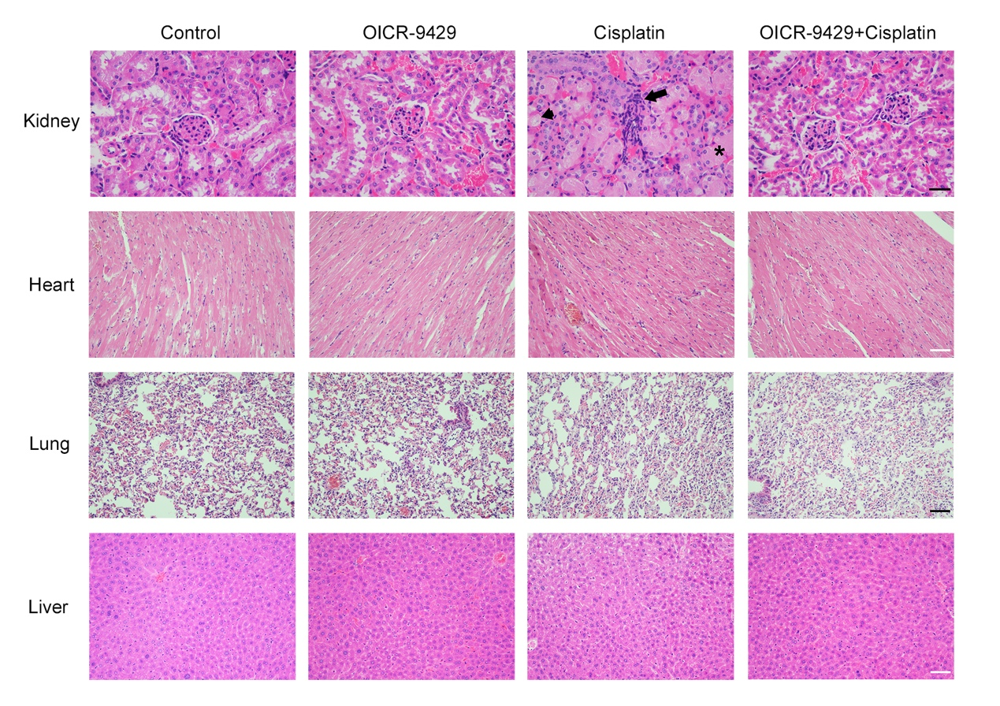 Control OICR-9429 Cisplatin OICR-9429+Cisplatin
Kidney
*
Heart
Lung
Liver